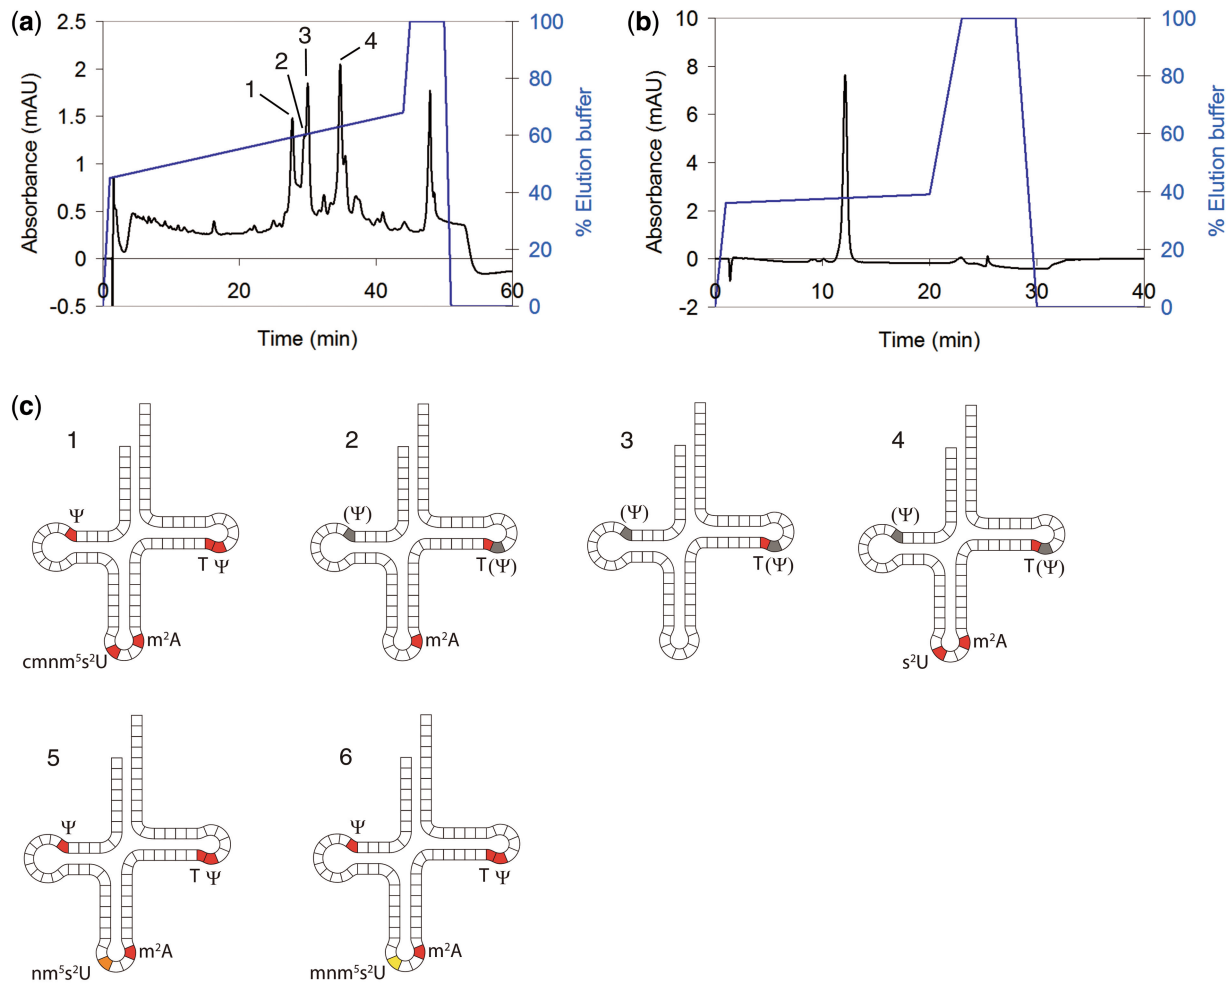 (a)
2.5
2
1.5
1
0.5
0
-0.5
Absorbance (mAU)
1
2
3
4
100
80
60
40
20
0
% Elution buffer
0
20
40
60
Time (min)
(b)
10
8
6
4
2
0
-2
Absorbance (mAU)
100
80
60
40
20
0
% Elution buffer
0
10
20
30
40
Time (min)
(c)
1
Ψ
T Ψ
m²A
cmnm⁵s²U
2
(Ψ)
T(Ψ)
m²A
3
(Ψ)
T(Ψ)
4
(Ψ)
T(Ψ)
m²A
s²U
5
Ψ
T Ψ
m²A
nm⁵s²U
6
Ψ
T Ψ
m²A
mnm⁵s²U